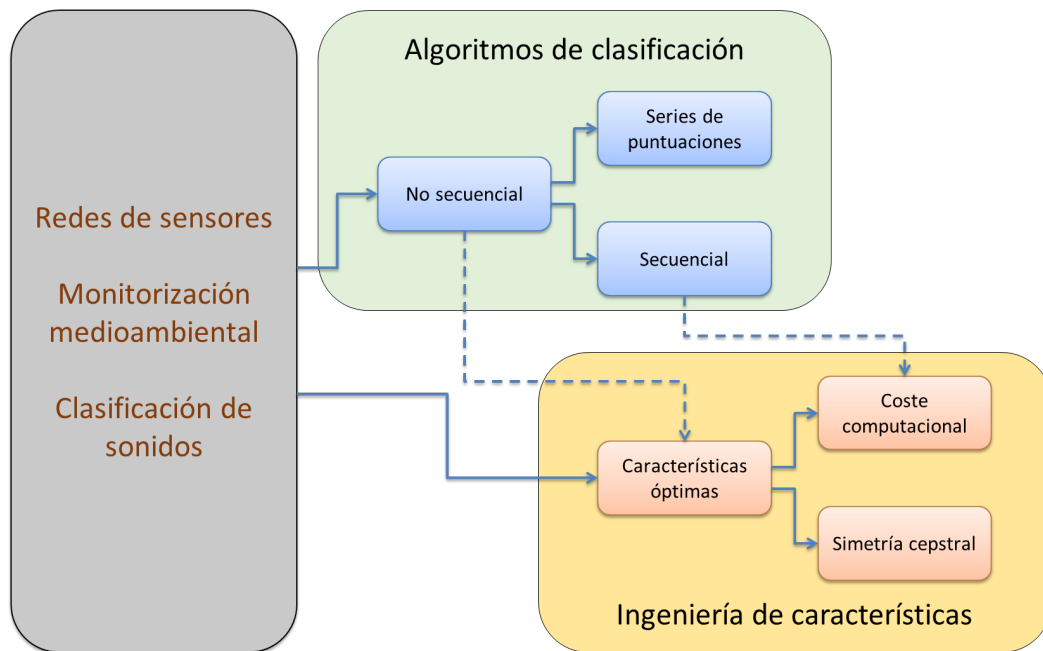 Redes de sensores
Monitorización
medioambiental
Clasificación de
sonidos
Algoritmos de clasificación
No secuencial
Series de
puntuaciones
Secuencial
Características
óptimas
Coste
computacional
Simetría cepstral
Ingeniería de características